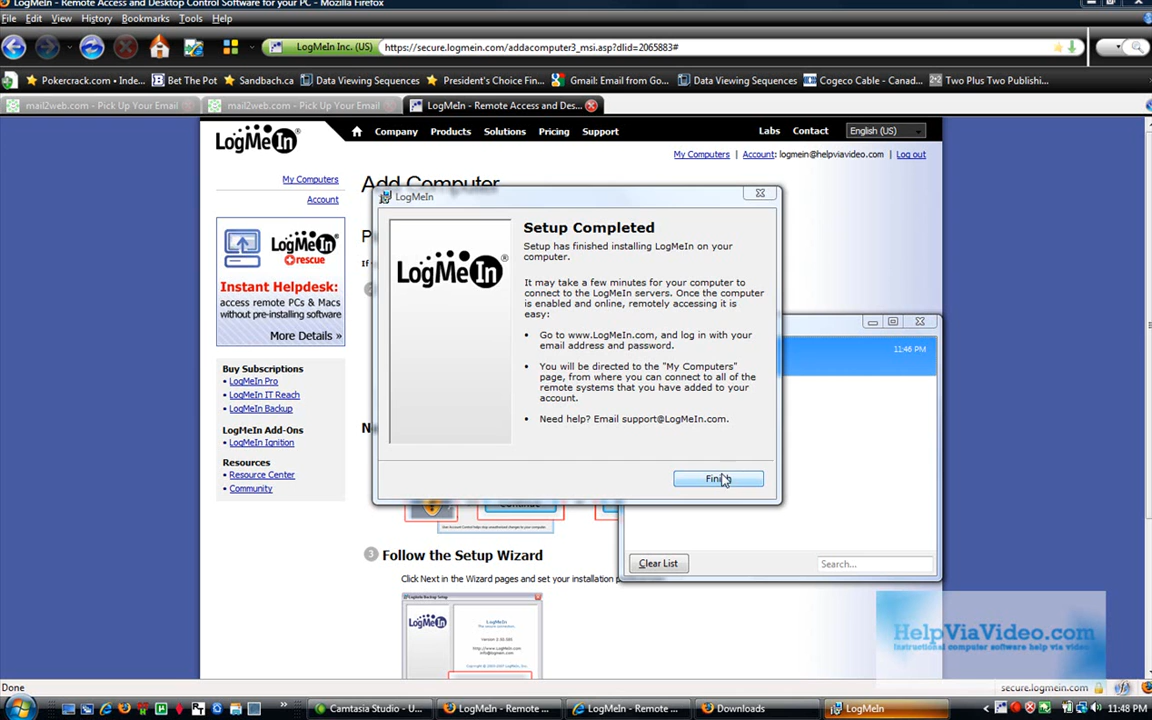 LogMeIn - Remote Access and Desktop Control Software for your PC - Mozilla Firefox
File Edit View History Bookmarks Tools Help
LogMeIn Inc. (US) https://secure.logmein.com/addacomputer3_msi.asp?dlid=2065883#
Pokercrack.com • Inde... Bet The Pot Sandbach.ca Data Viewing Sequences President's Choice Fin... Gmail: Email from Go... Data Viewing Sequences Cogeco Cable - Canad... Two Plus Two Publishi...
mail2web.com - Pick Up Your Email mail2web.com - Pick Up Your Email LogMeIn - Remote Access and Des...
LogMeIn® Company Products Solutions Pricing Support Labs Contact English (US)
My Computers | Account: logmein@helpviavideo.com | Log out
My Computers
Account
Add Computer
LogMeIn
LogMeIn®
rescue
Instant Helpdesk:
access remote PCs & Macs
without pre-installing software
More Details »
Buy Subscriptions
LogMeIn Pro
LogMeIn IT Reach
LogMeIn Backup
LogMeIn Add-Ons
LogMeIn Ignition
Resources
Resource Center
Community
LogMeIn®
Setup Completed
Setup has finished installing LogMeIn on your
computer.
It may take a few minutes for your computer to
connect to the LogMeIn servers. Once the computer
is enabled and online, remotely accessing it is
easy:
• Go to www.LogMeIn.com, and log in with your
email address and password.
• You will be directed to the "My Computers"
page, from where you can connect to all of the
remote systems that you have added to your
account.
• Need help? Email support@LogMeIn.com.
Finish
11:46 PM
Clear List Search...
3 Follow the Setup Wizard
Click Next in the Wizard pages and set your installation
LogMeIn Backup Setup
LogMeIn
LogMeIn
HelpViaVideo.com
instructional computer software help via video
Done secure.logmein.com
Camtasia Studio - U... LogMeIn - Remote ... LogMeIn - Remote ... Downloads LogMeIn 11:48 PM